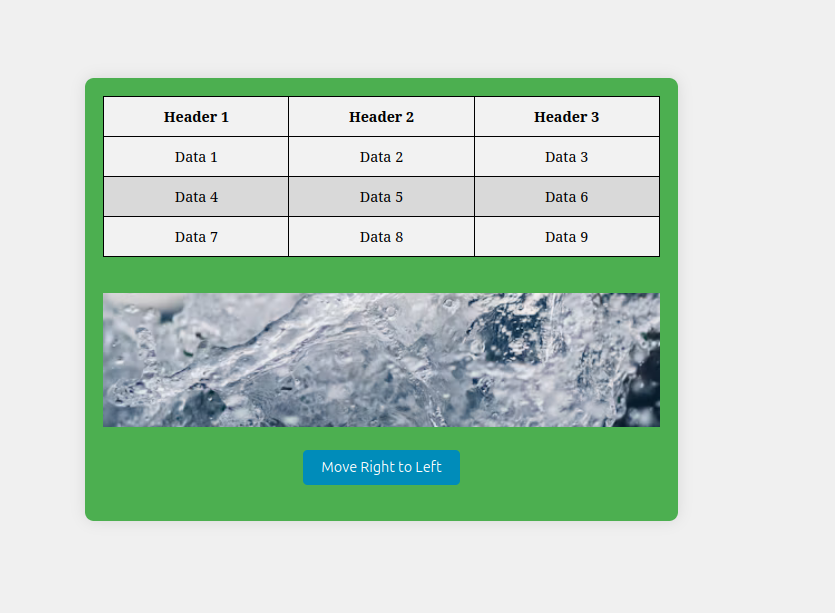 Header 1 Header 2 Header 3
Data 1 Data 2 Data 3
Data 4 Data 5 Data 6
Data 7 Data 8 Data 9
Move Right to Left